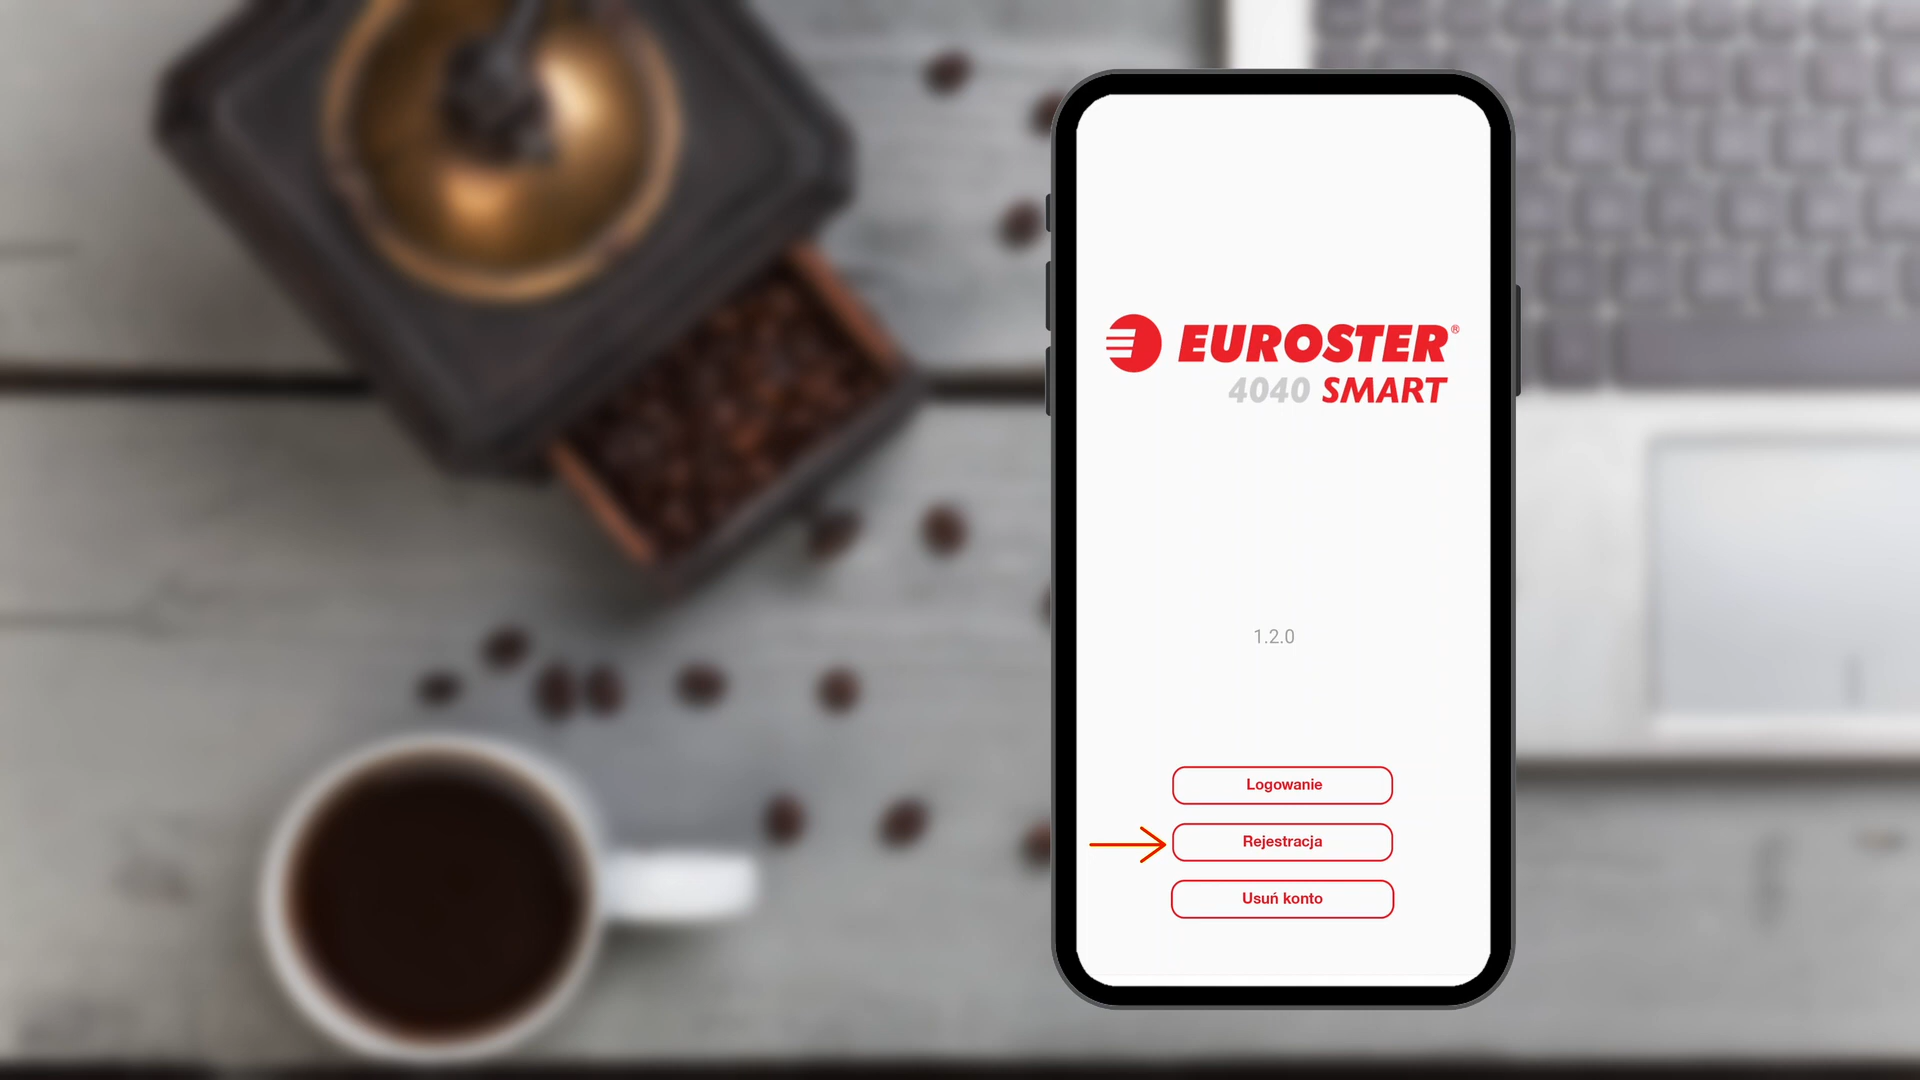 EUROSTER®
4040 SMART
1.2.0
Logowanie
Rejestracja
Usuń konto